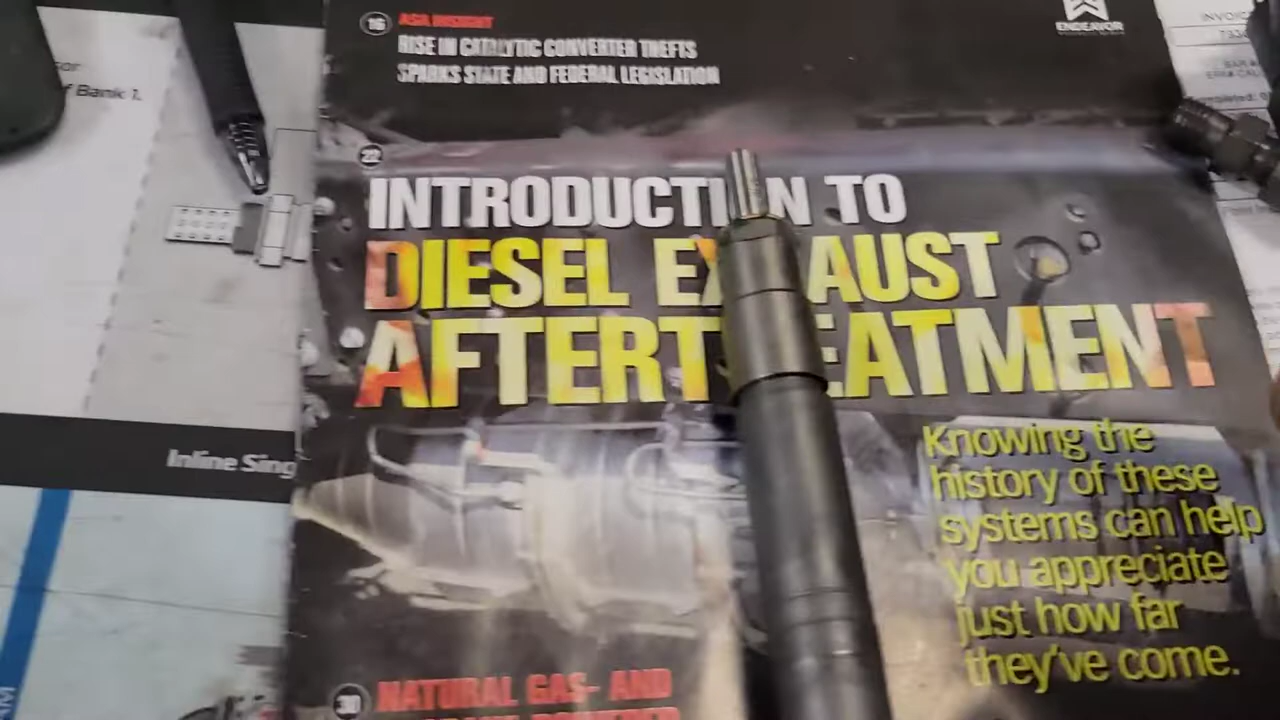 16 ASA INSIGHT
RISE IN CATALYTIC CONVERTER THEFTS
SPARKS STATE AND FEDERAL LEGISLATION
ENDEAVOR
INVOIC
BAR #
f Bank 1.
22
INTRODUCTI N TO
DIESEL EX AUST
AFTERT EATMENT
Knowing the
history of these
systems can help
you appreciate
just how far
they've come.
Inline Sing
30 NATURAL GAS- AND